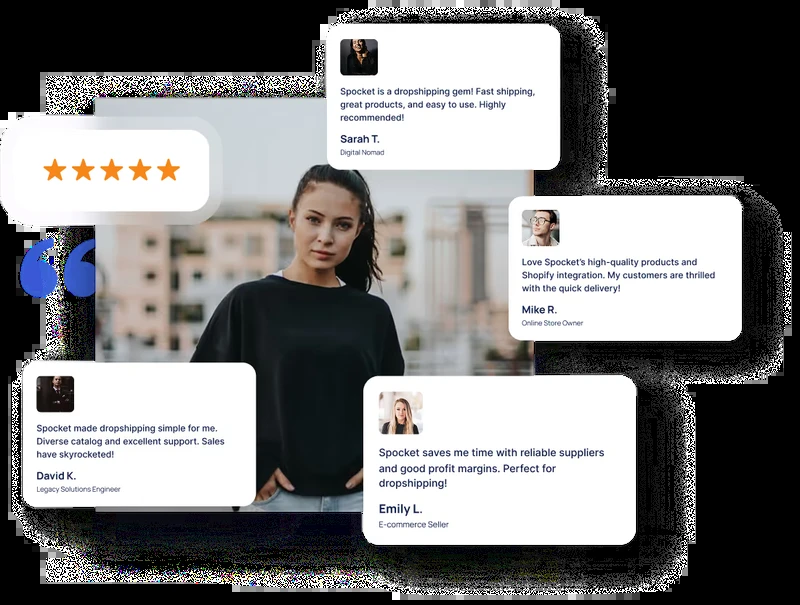 Spocket is a dropshipping gem! Fast shipping,
great products, and easy to use. Highly
recommended!
Sarah T.
Digital Nomad
Love Spocket's high-quality products and
Shopify integration. My customers are thrilled
with the quick delivery!
Mike R.
Online Store Owner
Spocket made dropshipping simple for me.
Diverse catalog and excellent support. Sales
have skyrocketed!
David K.
Legacy Solutions Engineer
Spocket saves me time with reliable suppliers
and good profit margins. Perfect for
dropshipping!
Emily L.
E-commerce Seller